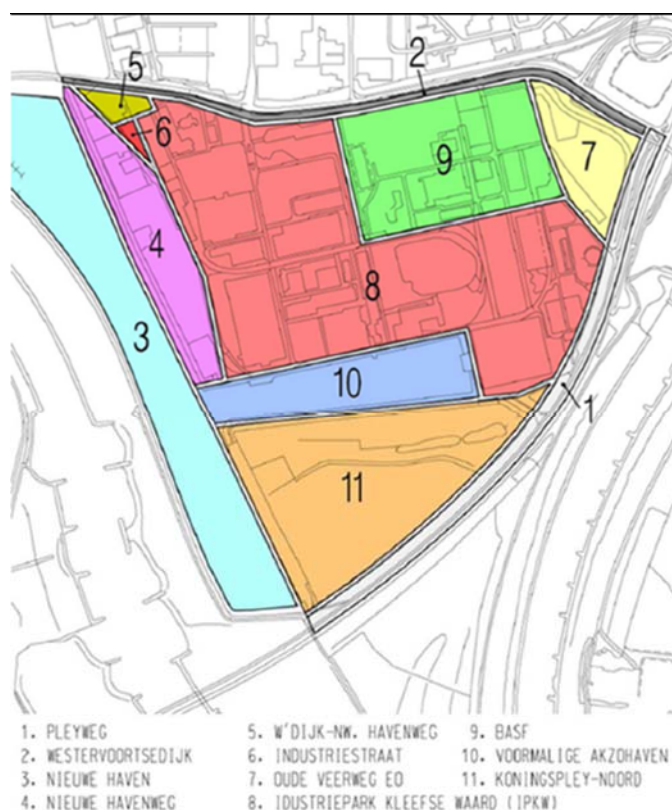 2
5
6
9
7
4
8
3
10
1
11
1. PLEYWEG
2. WESTERVOORTSEDIJK
3. NIEUWE HAVEN
4. NIEUWE HAVENWEG
5. W'DIJK-NW. HAVENWEG
6. INDUSTRIESTRAAT
7. OUDE VEERWEG EO
8. IDUSTRIEPARK KLEEFSE WAARD (IPKW)
9. BASF
10. VOORMALIGE AKZOHAVEN
11. KONINGSPLEY-NOORD